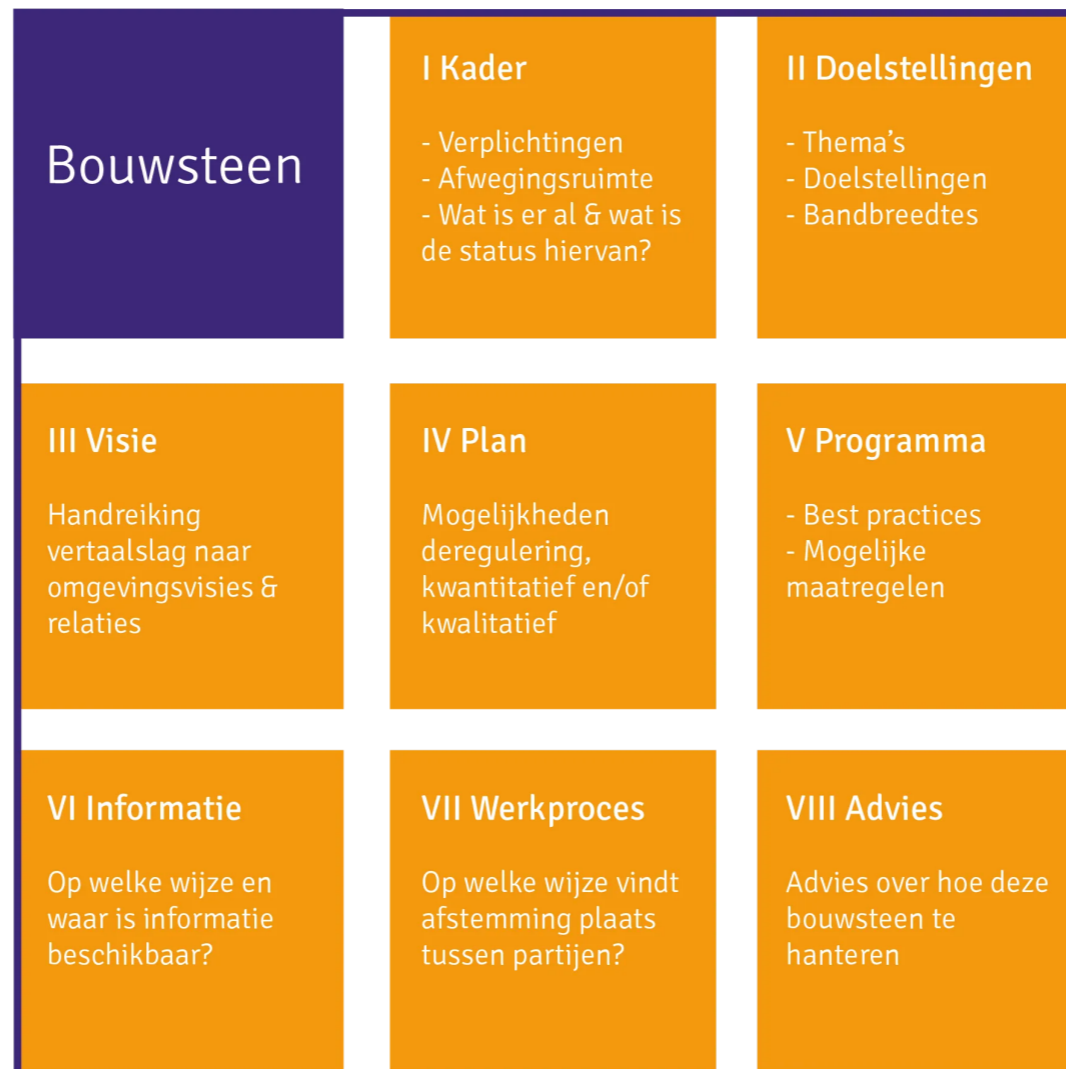 Bouwsteen
I Kader
- Verplichtingen
- Afwegingsruimte
- Wat is er al & wat is
de status hiervan?
II Doelstellingen
- Thema’s
- Doelstellingen
- Bandbreedtes
III Visie
Handreiking
vertaalslag naar
omgevingsvisies &
relaties
IV Plan
Mogelijkheden
deregulering,
kwantitatief en/of
kwalitatief
V Programma
- Best practices
- Mogelijke
maatregelen
VI Informatie
Op welke wijze en
waar is informatie
beschikbaar?
VII Werkproces
Op welke wijze vindt
afstemming plaats
tussen partijen?
VIII Advies
Advies over hoe deze
bouwsteen te
hanteren